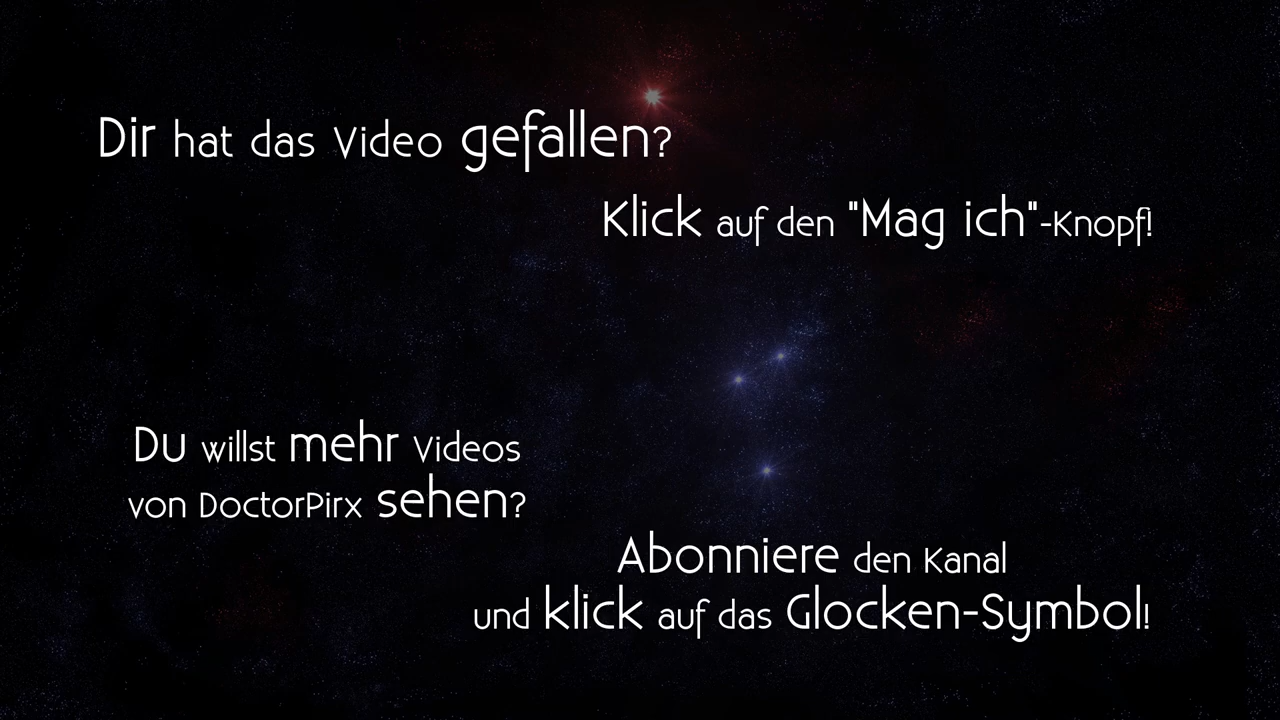 Dir hat das Video gefallen?
Klick auf den "Mag ich"-Knopf!
Du willst mehr Videos
von DoctorPirx sehen?
Abonniere den Kanal
und klick auf das Glocken-Symbol!